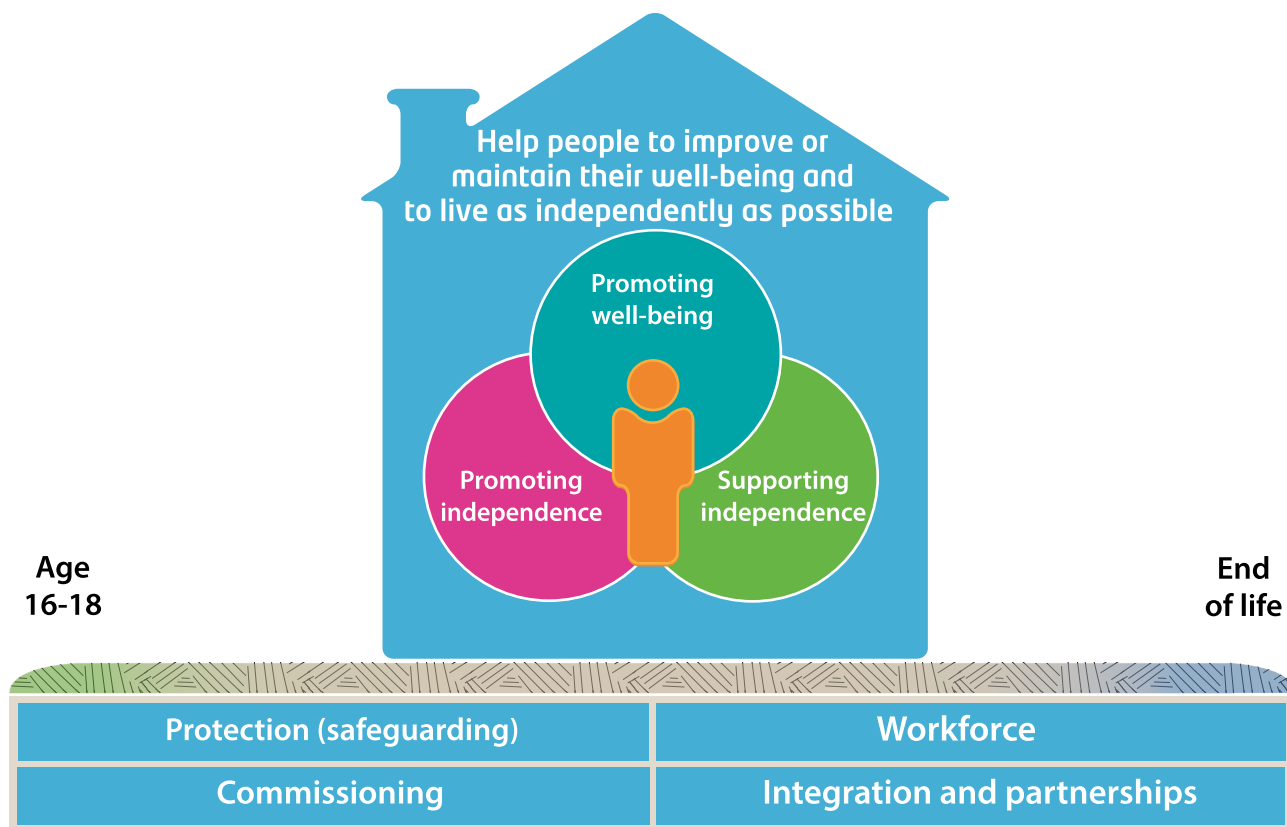 Help people to improve or
maintain their well-being and
to live as independently as possible
Promoting
well-being
Promoting
independence
Supporting
independence
Age
16-18
End
of life
Protection (safeguarding)
Workforce
Commissioning
Integration and partnerships